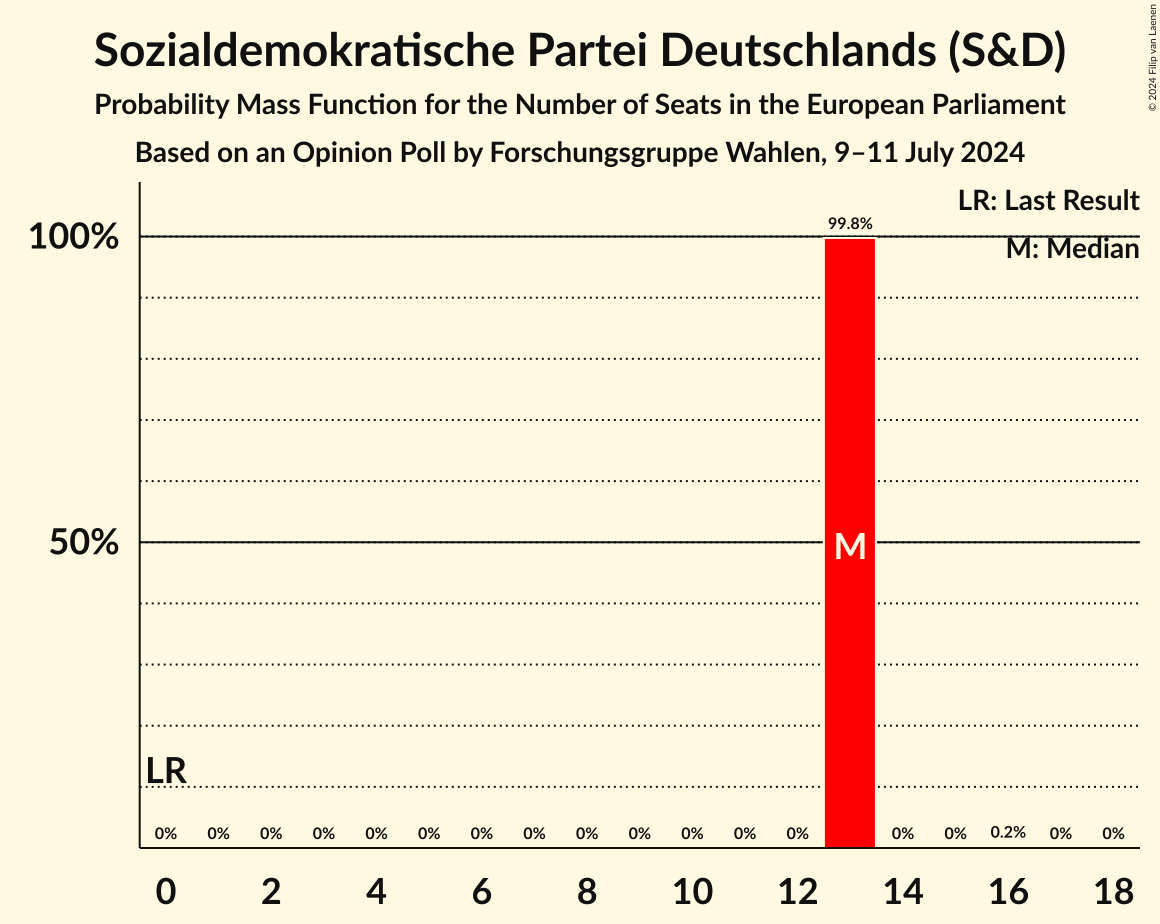 Sozialdemokratische Partei Deutschlands (S&D)
Probability Mass Function for the Number of Seats in the European Parliament
Based on an Opinion Poll by Forschungsgruppe Wahlen, 9–11 July 2024
© 2024 Filip van Laenen
LR: Last Result
M: Median
100%
50%
99.8%
M
LR
0% 0% 0% 0% 0% 0% 0% 0% 0% 0% 0% 0% 0% 0% 0% 0.2% 0% 0%
0 2 4 6 8 10 12 14 16 18